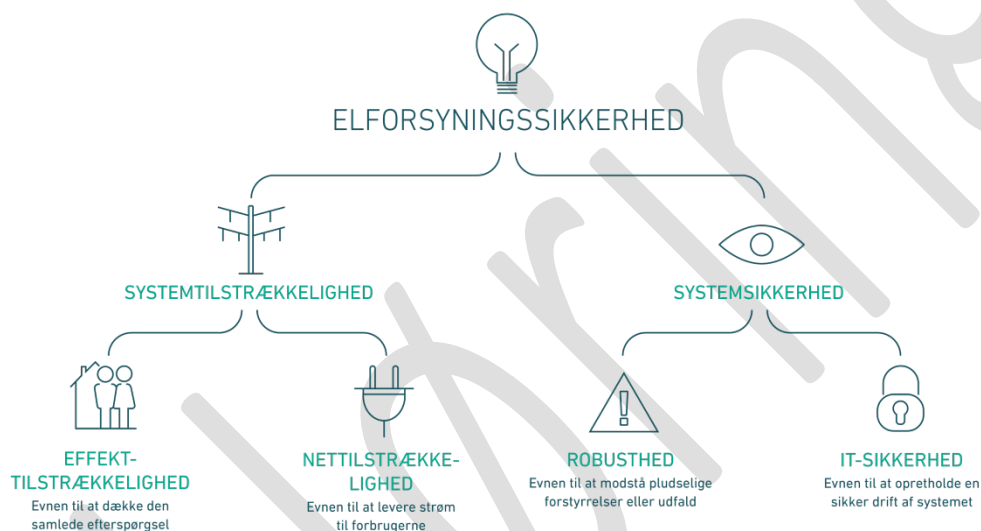 ELFORSYNINGSSIKKERHED
SYSTEMTILSTRÆKKELIGHED
SYSTEMSIKKERHED
EFFEKT-
TILSTRÆKKELIGHED
Evnen til at dække den
samlede efterspørgsel
NETTILSTRÆKKE-
LIGHED
Evnen til at levere strøm
til forbrugerne
ROBUSTHED
Evnen til at modstå pludselige
forstyrrelser eller udfald
IT-SIKKERHED
Evnen til at opretholde en
sikker drift af systemet